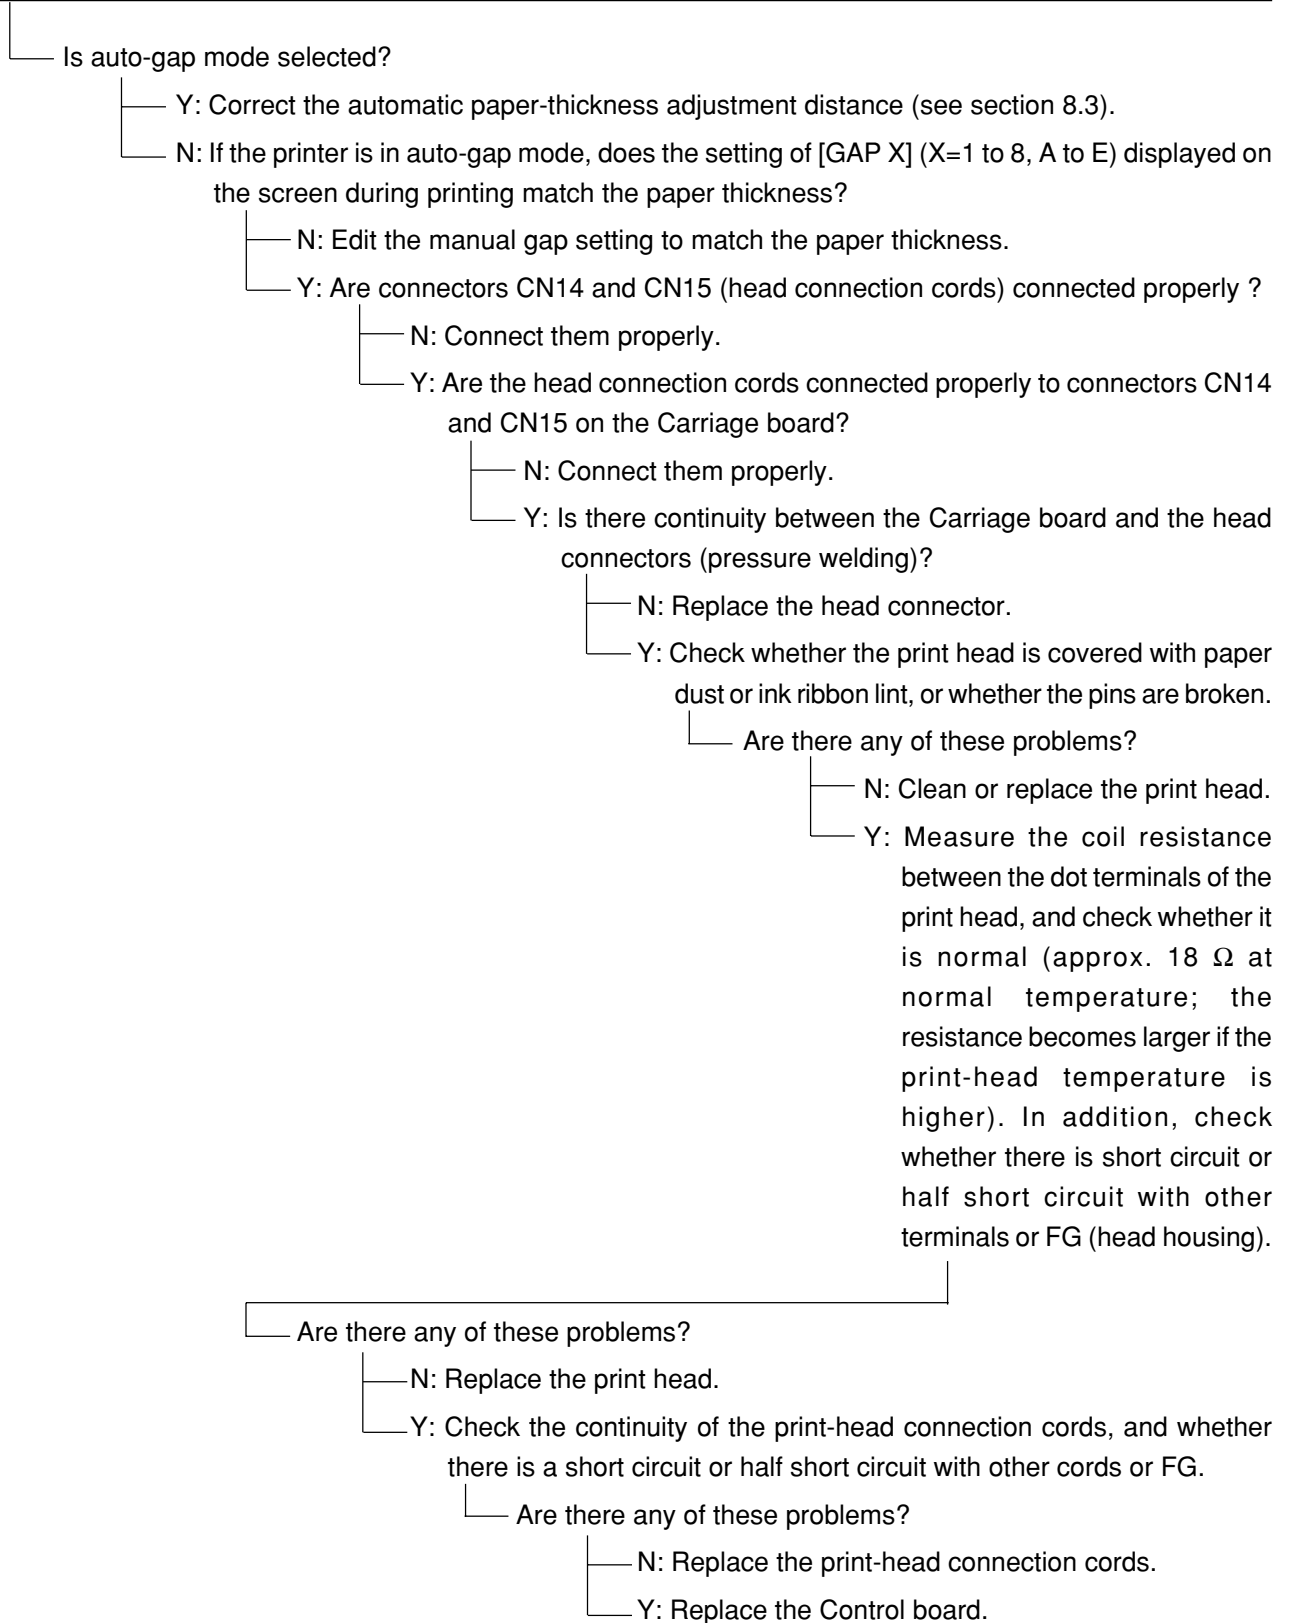 Is auto-gap mode selected?
Y: Correct the automatic paper-thickness adjustment distance (see section 8.3).
N: If the printer is in auto-gap mode, does the setting of [GAP X] (X=1 to 8, A to E) displayed on
the screen during printing match the paper thickness?
N: Edit the manual gap setting to match the paper thickness.
Y: Are connectors CN14 and CN15 (head connection cords) connected properly ?
N: Connect them properly.
Y: Are the head connection cords connected properly to connectors CN14
and CN15 on the Carriage board?
N: Connect them properly.
Y: Is there continuity between the Carriage board and the head
connectors (pressure welding)?
N: Replace the head connector.
Y: Check whether the print head is covered with paper
dust or ink ribbon lint, or whether the pins are broken.
Are there any of these problems?
N: Clean or replace the print head.
Y: Measure the coil resistance
between the dot terminals of the
print head, and check whether it
is normal (approx. 18 Ω at
normal temperature; the
resistance becomes larger if the
print-head temperature is
higher). In addition, check
whether there is short circuit or
half short circuit with other
terminals or FG (head housing).
Are there any of these problems?
N: Replace the print head.
Y: Check the continuity of the print-head connection cords, and whether
there is a short circuit or half short circuit with other cords or FG.
Are there any of these problems?
N: Replace the print-head connection cords.
Y: Replace the Control board.